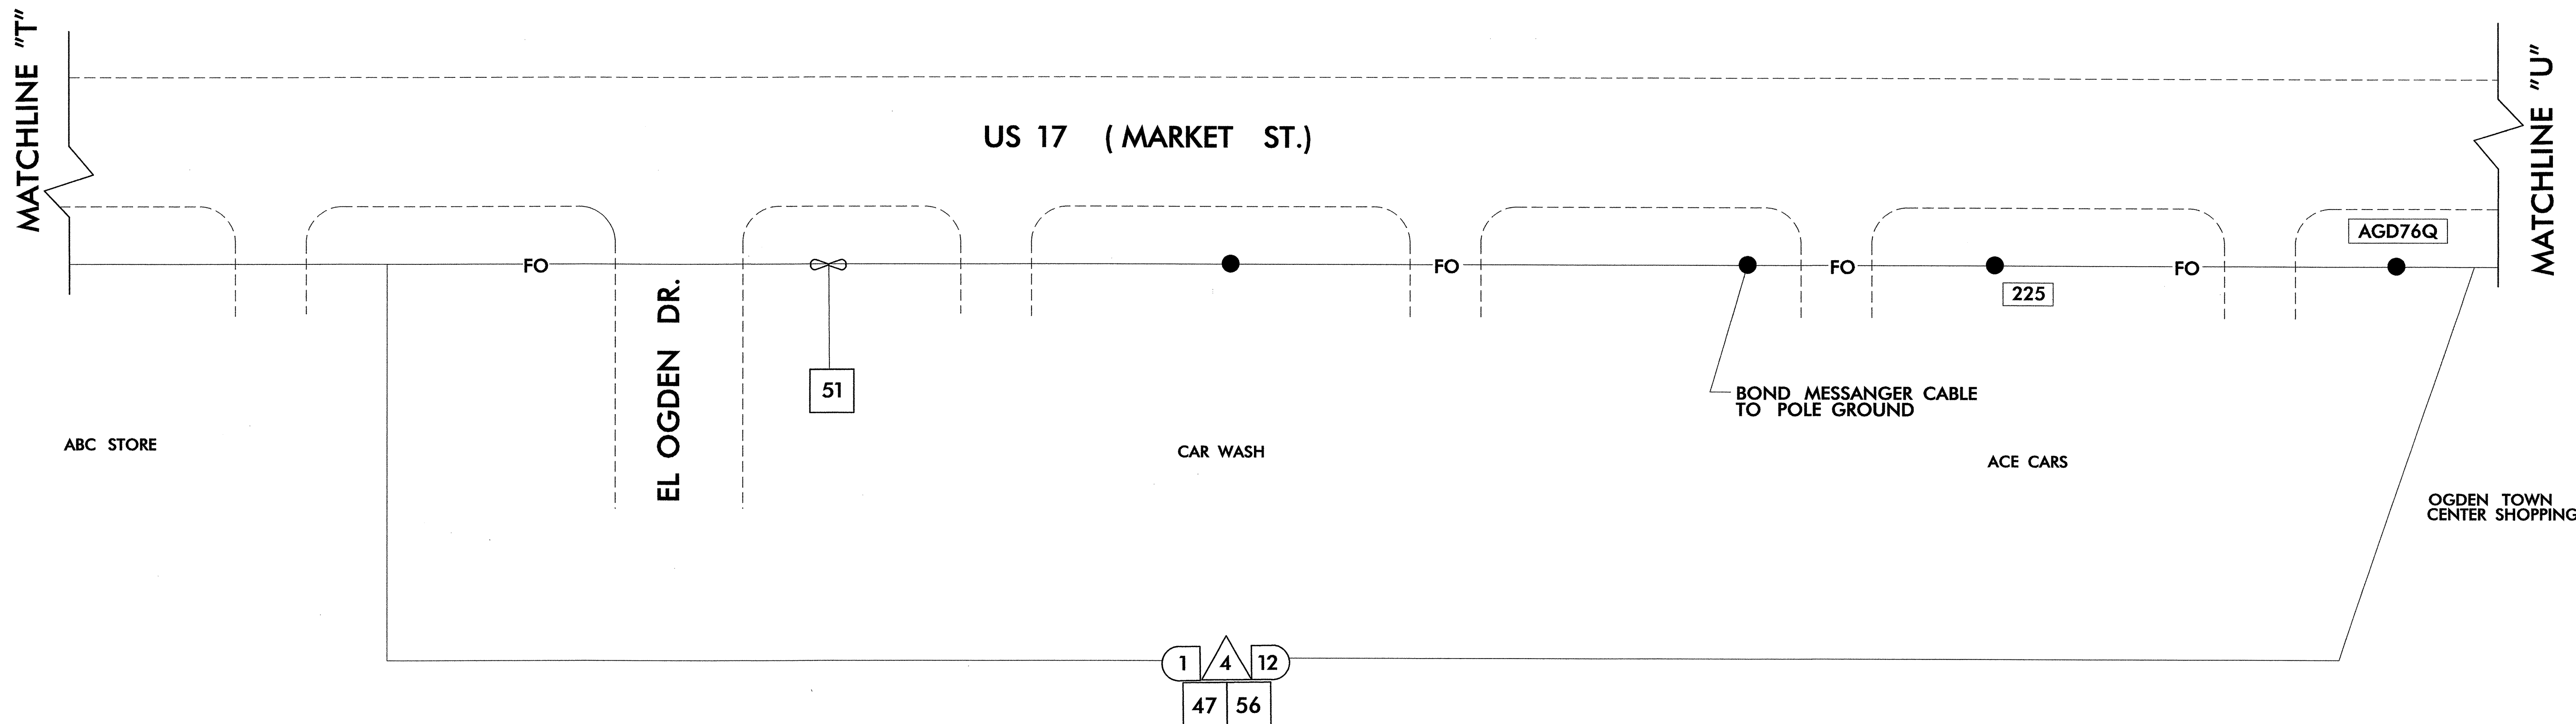 MATCHLINE "T"
US 17 ( MARKET ST.)
MATCHLINE "U"
AGD76Q
FO
FO
FO
FO
225
EL OGDEN DR.
51
BOND MESSANGER CABLE
TO POLE GROUND
ABC STORE
CAR WASH
ACE CARS
OGDEN TOWN
CENTER SHOPPING
1 4 12
47 56